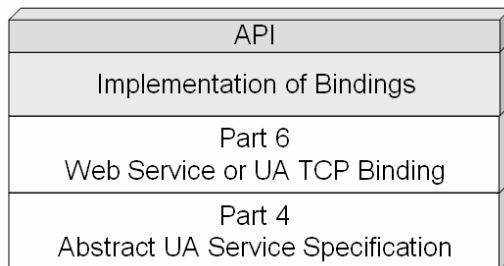 API
Implementation of Bindings
Part 6
Web Service or UA TCP Binding
Part 4
Abstract UA Service Specification